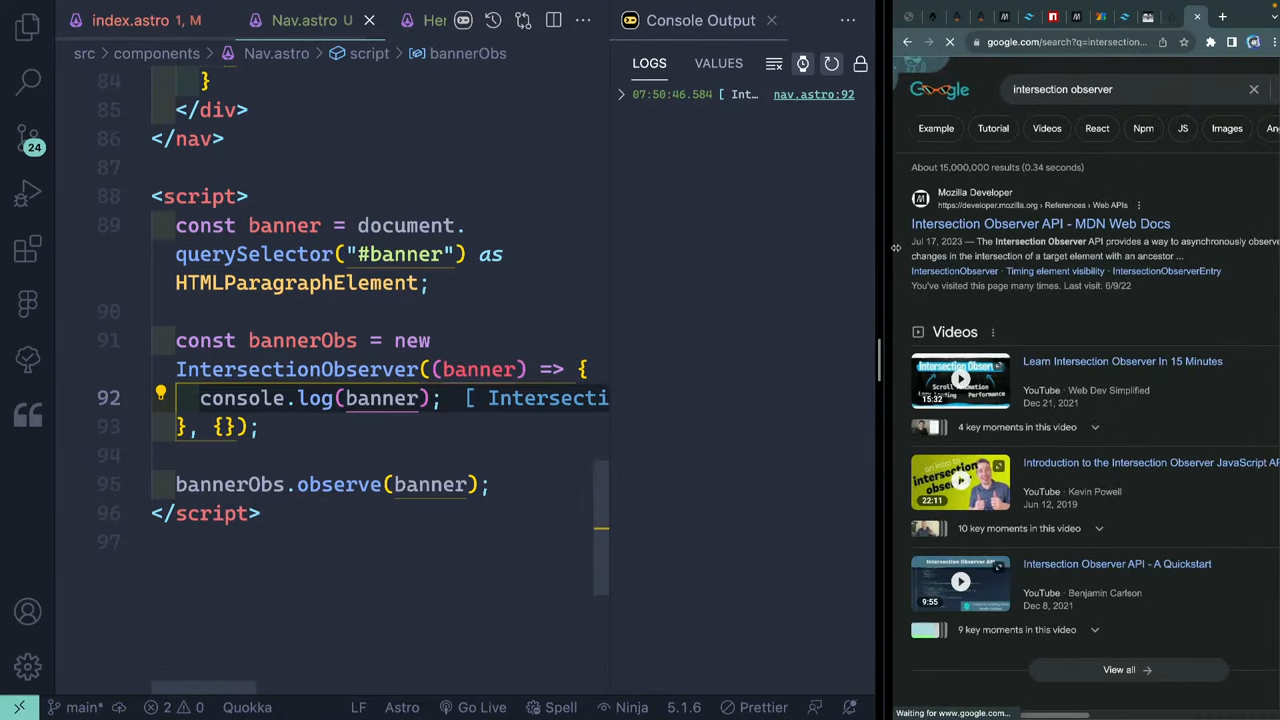 index.astro 1, M
Nav.astro U
Her
Console Output
src > components > Nav.astro > script > bannerObs
LOGS
VALUES
07:50:46.584 [ Int… nav.astro:92
84 }
85 </div>
86 </nav>
87
88 <script>
89 const banner = document.
querySelector("#banner") as
HTMLParagraphElement;
90
91 const bannerObs = new
IntersectionObserver((banner) => {
92 console.log(banner); [ Intersecti
93 }, {});
94
95 bannerObs.observe(banner);
96 </script>
97
24
main*
2 0
Quokka
LF
Astro
Go Live
Spell
Ninja
5.1.6
Prettier
google.com/search?q=intersection...
Google
intersection observer
Example
Tutorial
Videos
React
Npm
JS
Images
An
About 15,000,000 results (0.34 seconds)
Mozilla Developer
https://developer.mozilla.org › References › Web APIs
Intersection Observer API - MDN Web Docs
Jul 17, 2023 — The Intersection Observer API provides a way to asynchronously observe
changes in the intersection of a target element with an ancestor ...
IntersectionObserver · Timing element visibility · IntersectionObserverEntry
You've visited this page many times. Last visit: 6/9/22
Videos
Learn Intersection Observer In 15 Minutes
YouTube · Web Dev Simplified
Dec 21, 2021
15:32
4 key moments in this video
Introduction to the Intersection Observer JavaScript AP
YouTube · Kevin Powell
Jun 12, 2019
22:11
10 key moments in this video
Intersection Observer API - A Quickstart
YouTube · Benjamin Carlson
Dec 8, 2021
9:55
9 key moments in this video
View all
Waiting for www.google.com...